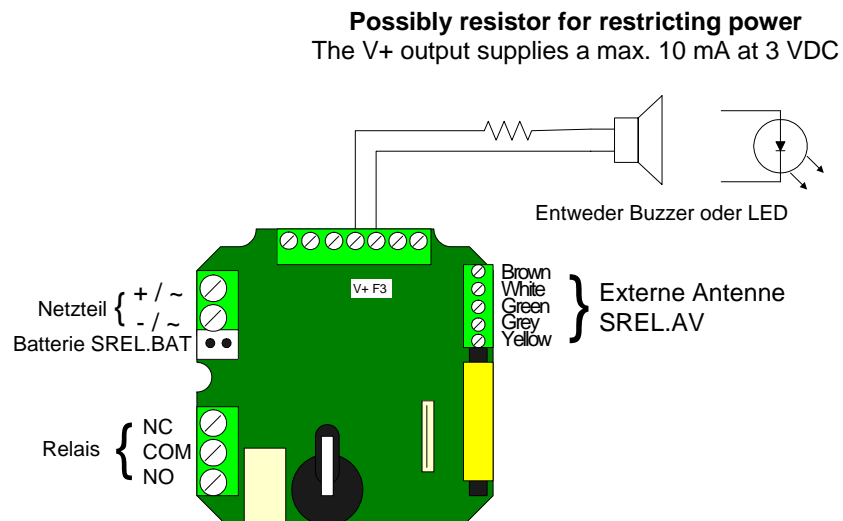 Possibly resistor for restricting power
The V+ output supplies a max. 10 mA at 3 VDC
Entweder Buzzer oder LED
V+ F3
Netzteil
+ / ~
- / ~
Batterie SREL.BAT
Brown
White
Green
Grey
Yellow
Externe Antenne
SREL.AV
Relais
NC
COM
NO